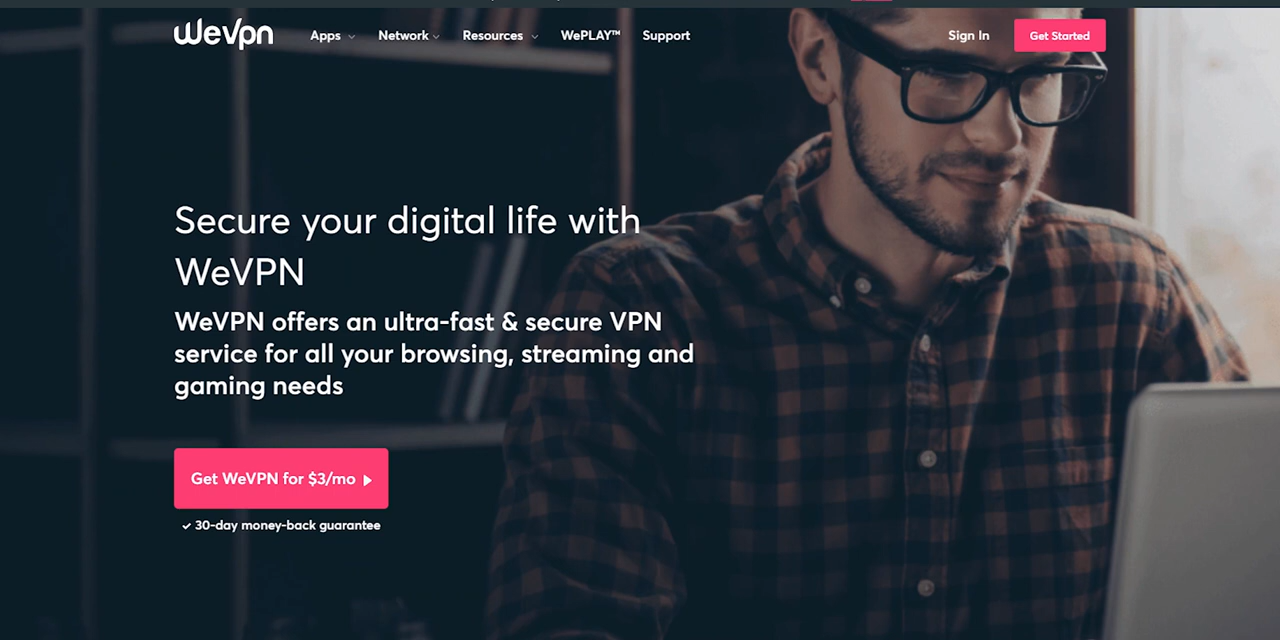 WeVpn
Apps
Network
Resources
WePLAY™
Support
Sign In
Get Started
Secure your digital life with
WeVPN
WeVPN offers an ultra-fast & secure VPN
service for all your browsing, streaming and
gaming needs
Get WeVPN for $3/mo
30-day money-back guarantee